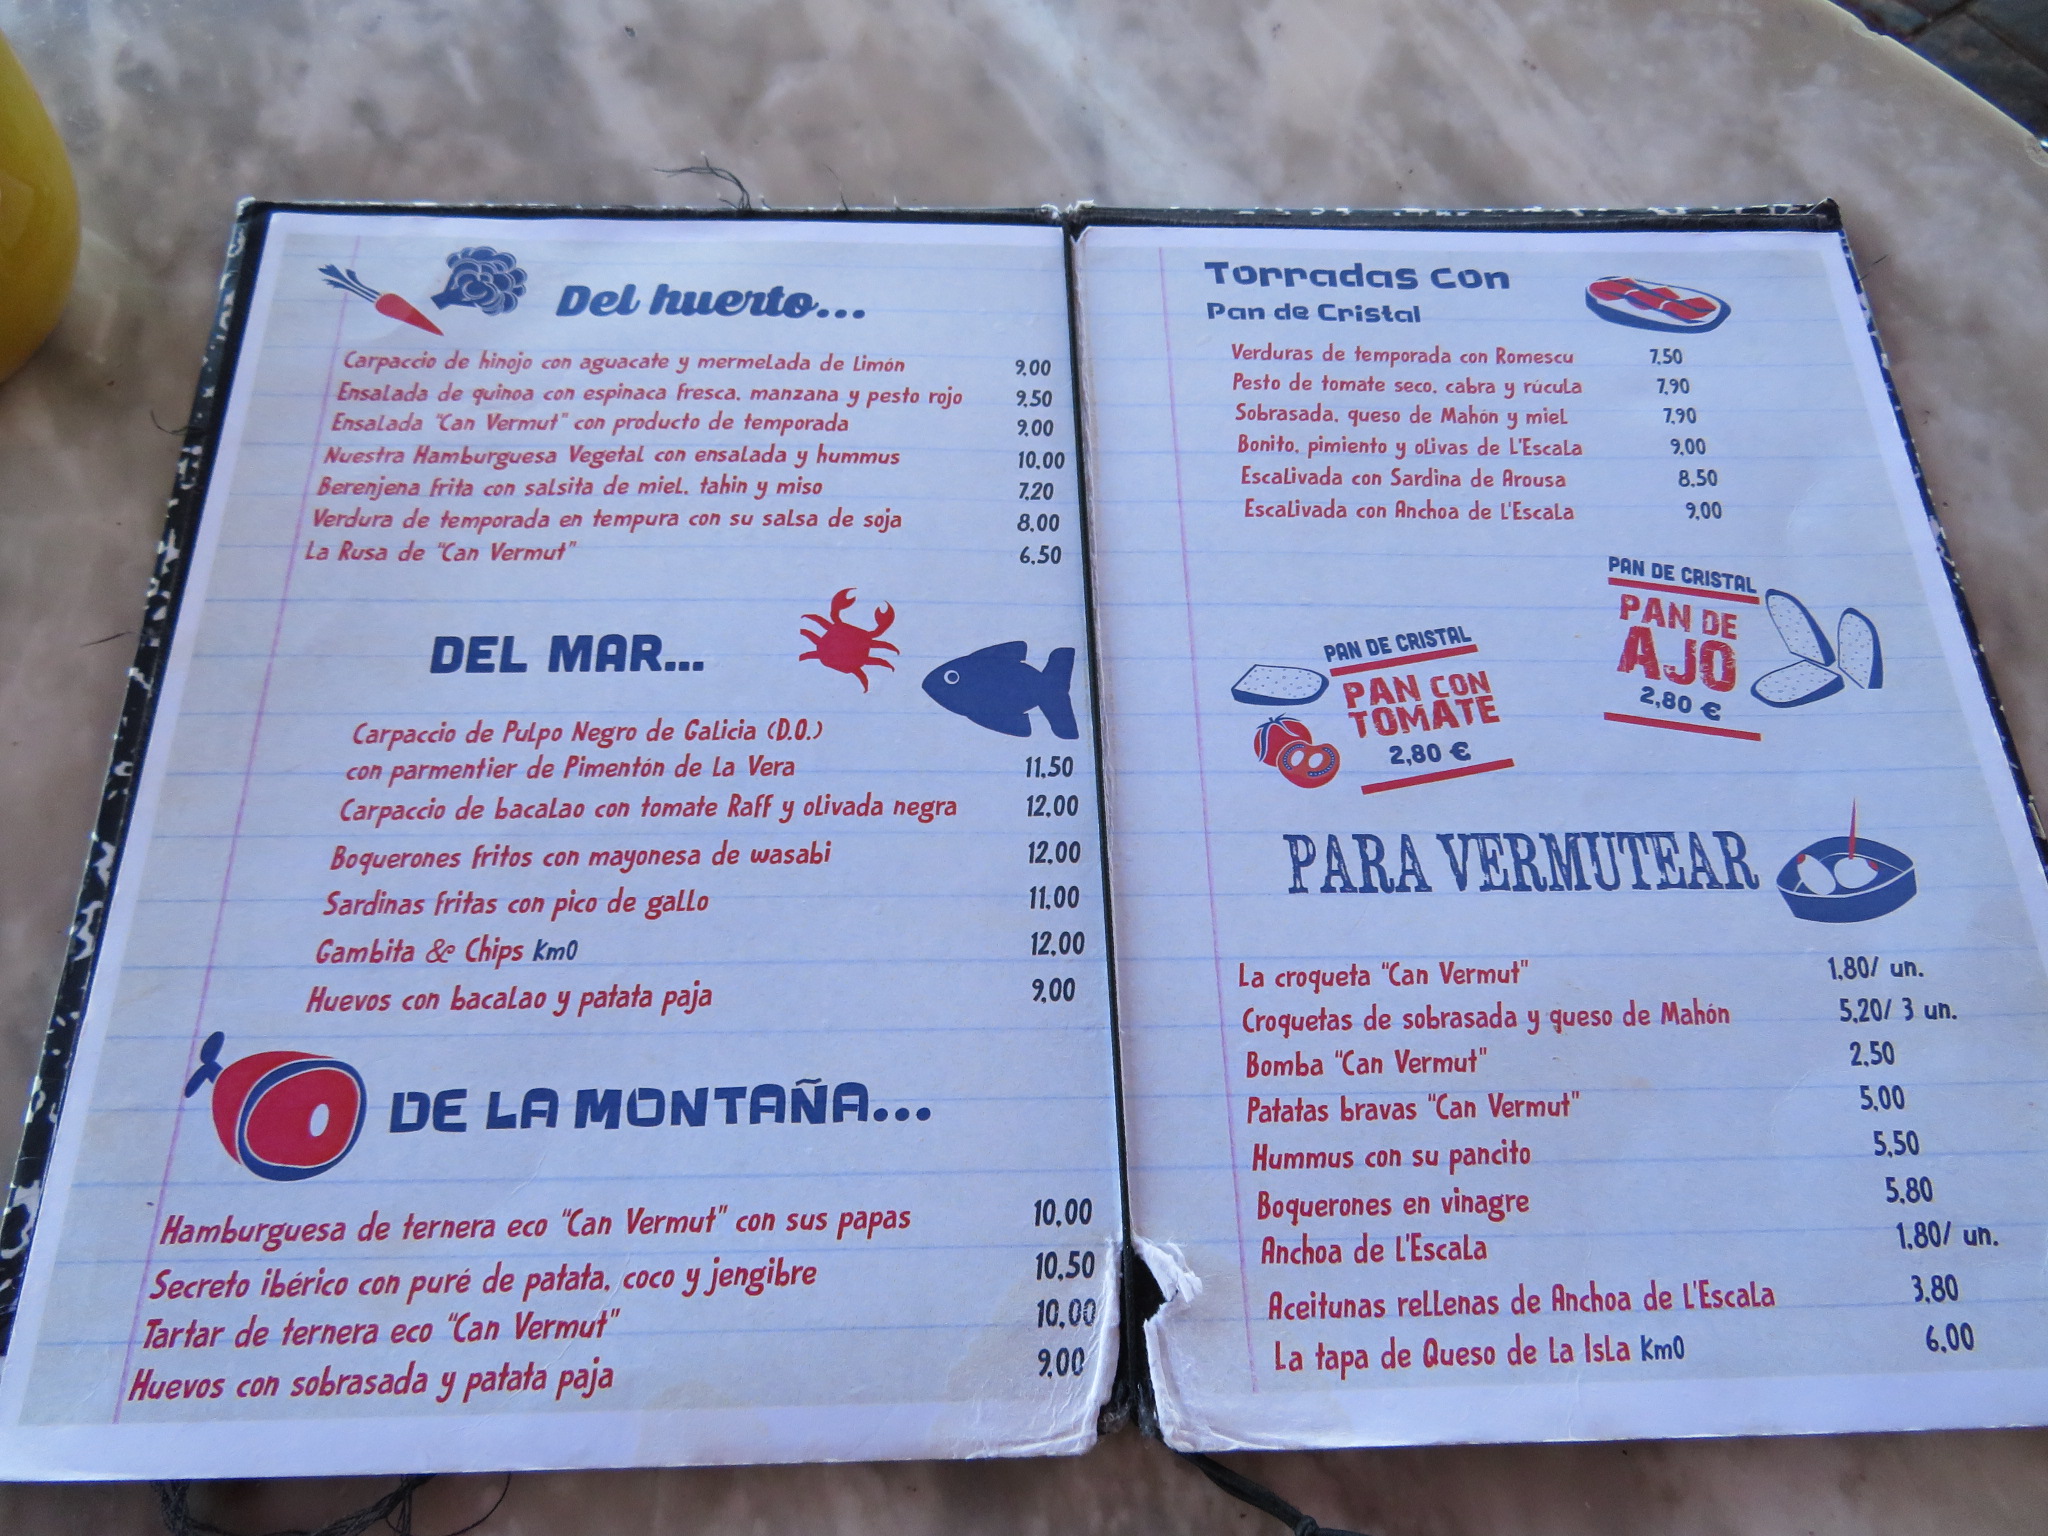 Del huerto...
Carpaccio de hinojo con aguacate y mermelada de Limón 9,00
Ensalada de quinoa con espinaca fresca, manzana y pesto rojo 9,50
Ensalada "Can Vermut" con producto de temporada 9,00
Nuestra Hamburguesa Vegetal con ensalada y hummus 10,00
Berenjena frita con salsita de miel, tahin y miso 7,20
Verdura de temporada en tempura con su salsa de soja 8,00
La Rusa de "Can Vermut" 6,50
DEL MAR...
Carpaccio de Pulpo Negro de Galicia (D.O.)
con parmentier de Pimentón de La Vera 11,50
Carpaccio de bacalao con tomate Raff y olivada negra 12,00
Boquerones fritos con mayonesa de wasabi 12,00
Sardinas fritas con pico de gallo 11,00
Gambita & Chips Km0 12,00
Huevos con bacalao y patata paja 9,00
DE LA MONTAÑA...
Hamburguesa de ternera eco "Can Vermut" con sus papas 10,00
Secreto ibérico con puré de patata, coco y jengibre 10,50
Tartar de ternera eco "Can Vermut" 10,00
Huevos con sobrasada y patata paja 9,00
Torradas con
Pan de Cristal
Verduras de temporada con Romescu 7,50
Pesto de tomate seco, cabra y rúcula 7,90
Sobrasada, queso de Mahón y miel 7,90
Bonito, pimiento y olivas de L'Escala 9,00
Escalivada con Sardina de Arousa 8,50
Escalivada con Anchoa de L'Escala 9,00
PAN DE CRISTAL
PAN CON
TOMATE
2,80 €
PAN DE CRISTAL
PAN DE
AJO
2,80 €
PARA VERMUTEAR
La croqueta "Can Vermut" 1,80/ un.
Croquetas de sobrasada y queso de Mahón 5,20/ 3 un.
Bomba "Can Vermut" 2,50
Patatas bravas "Can Vermut" 5,00
Hummus con su pancito 5,50
Boquerones en vinagre 5,80
Anchoa de L'Escala 1,80/ un.
Aceitunas rellenas de Anchoa de L'Escala 3,80
La tapa de Queso de La Isla Km0 6,00